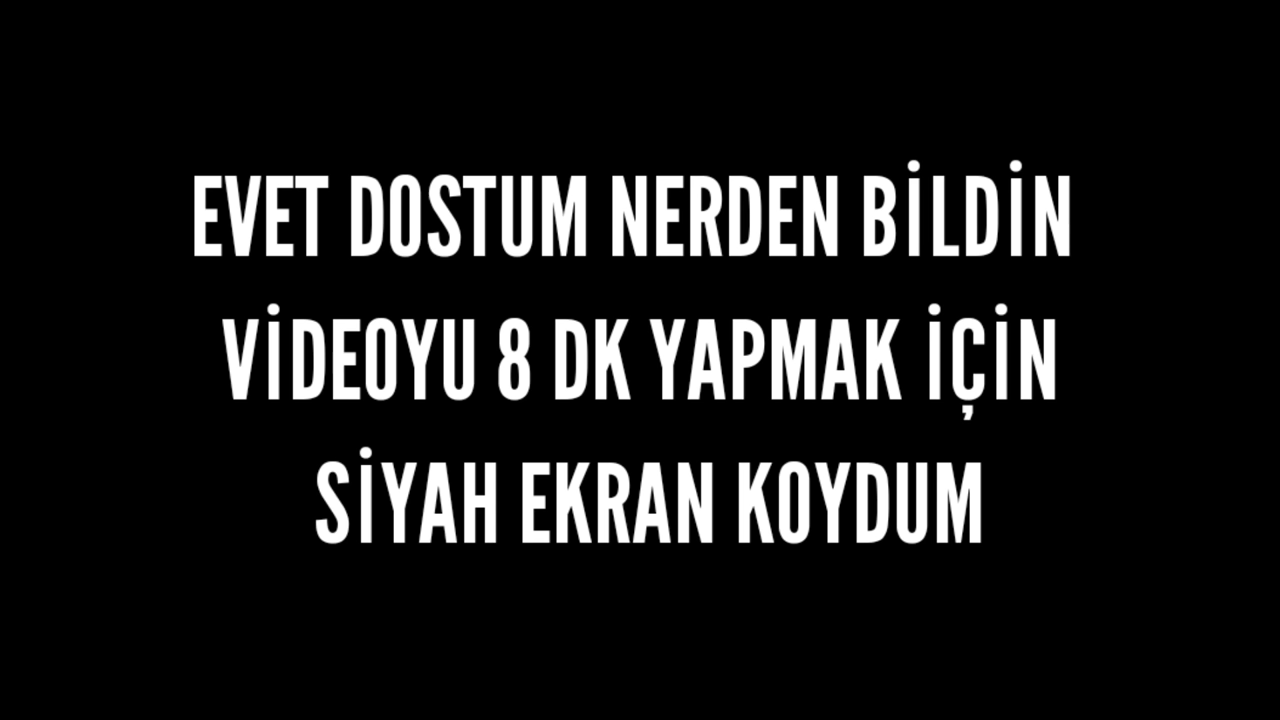 EVET DOSTUM NERDEN BİLDİN
VİDEOYU 8 DK YAPMAK İÇİN
SİYAH EKRAN KOYDUM